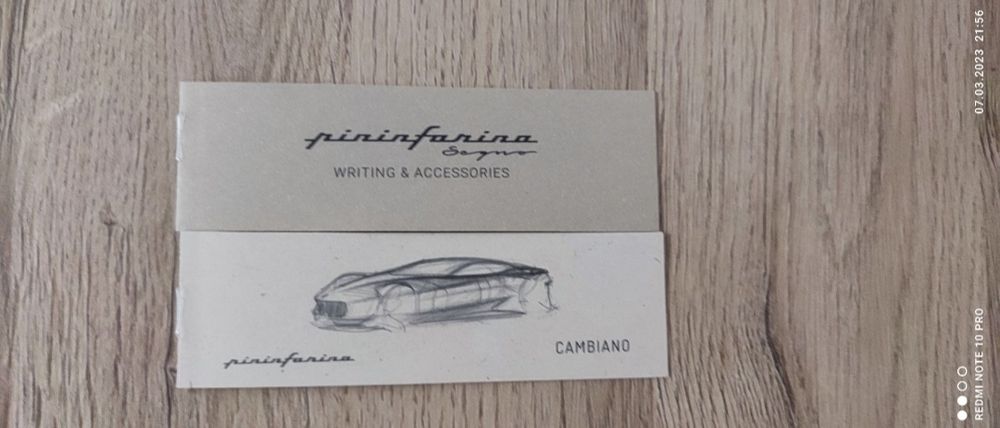 pininfarina
Segno
WRITING & ACCESSORIES
pininfarina
CAMBIANO
REDMI NOTE 10 PRO
07.03.2023 21:56